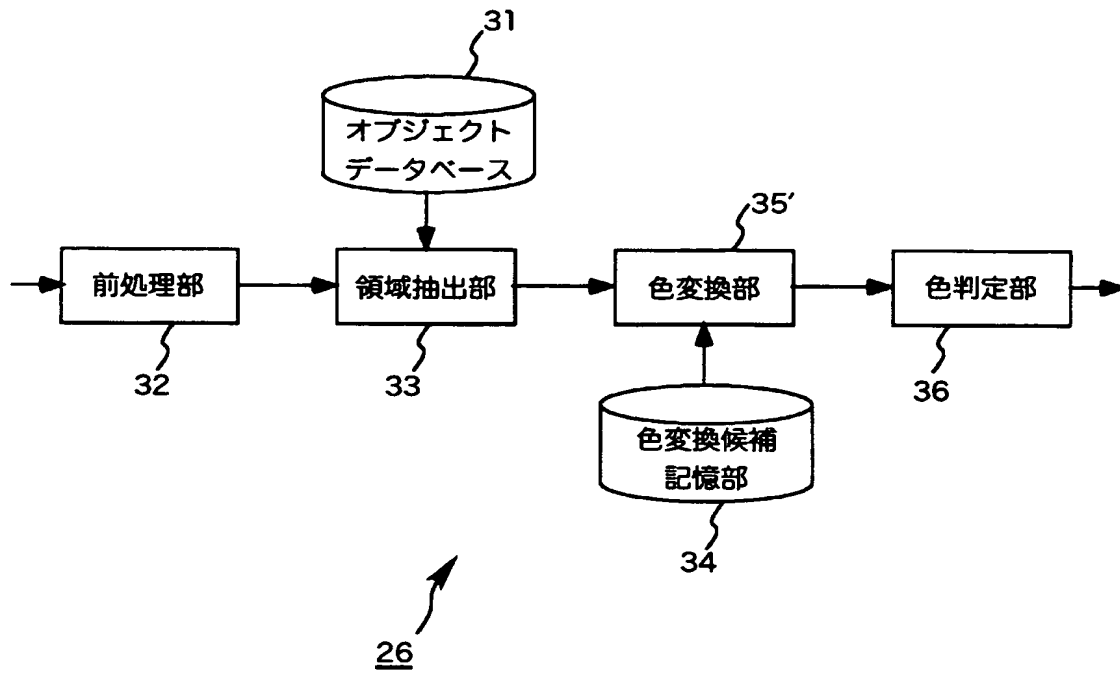 31
オブジェクト
データベース
35′
前処理部
領域抽出部
色変換部
色判定部
32
33
36
色変換候補
記憶部
34
26